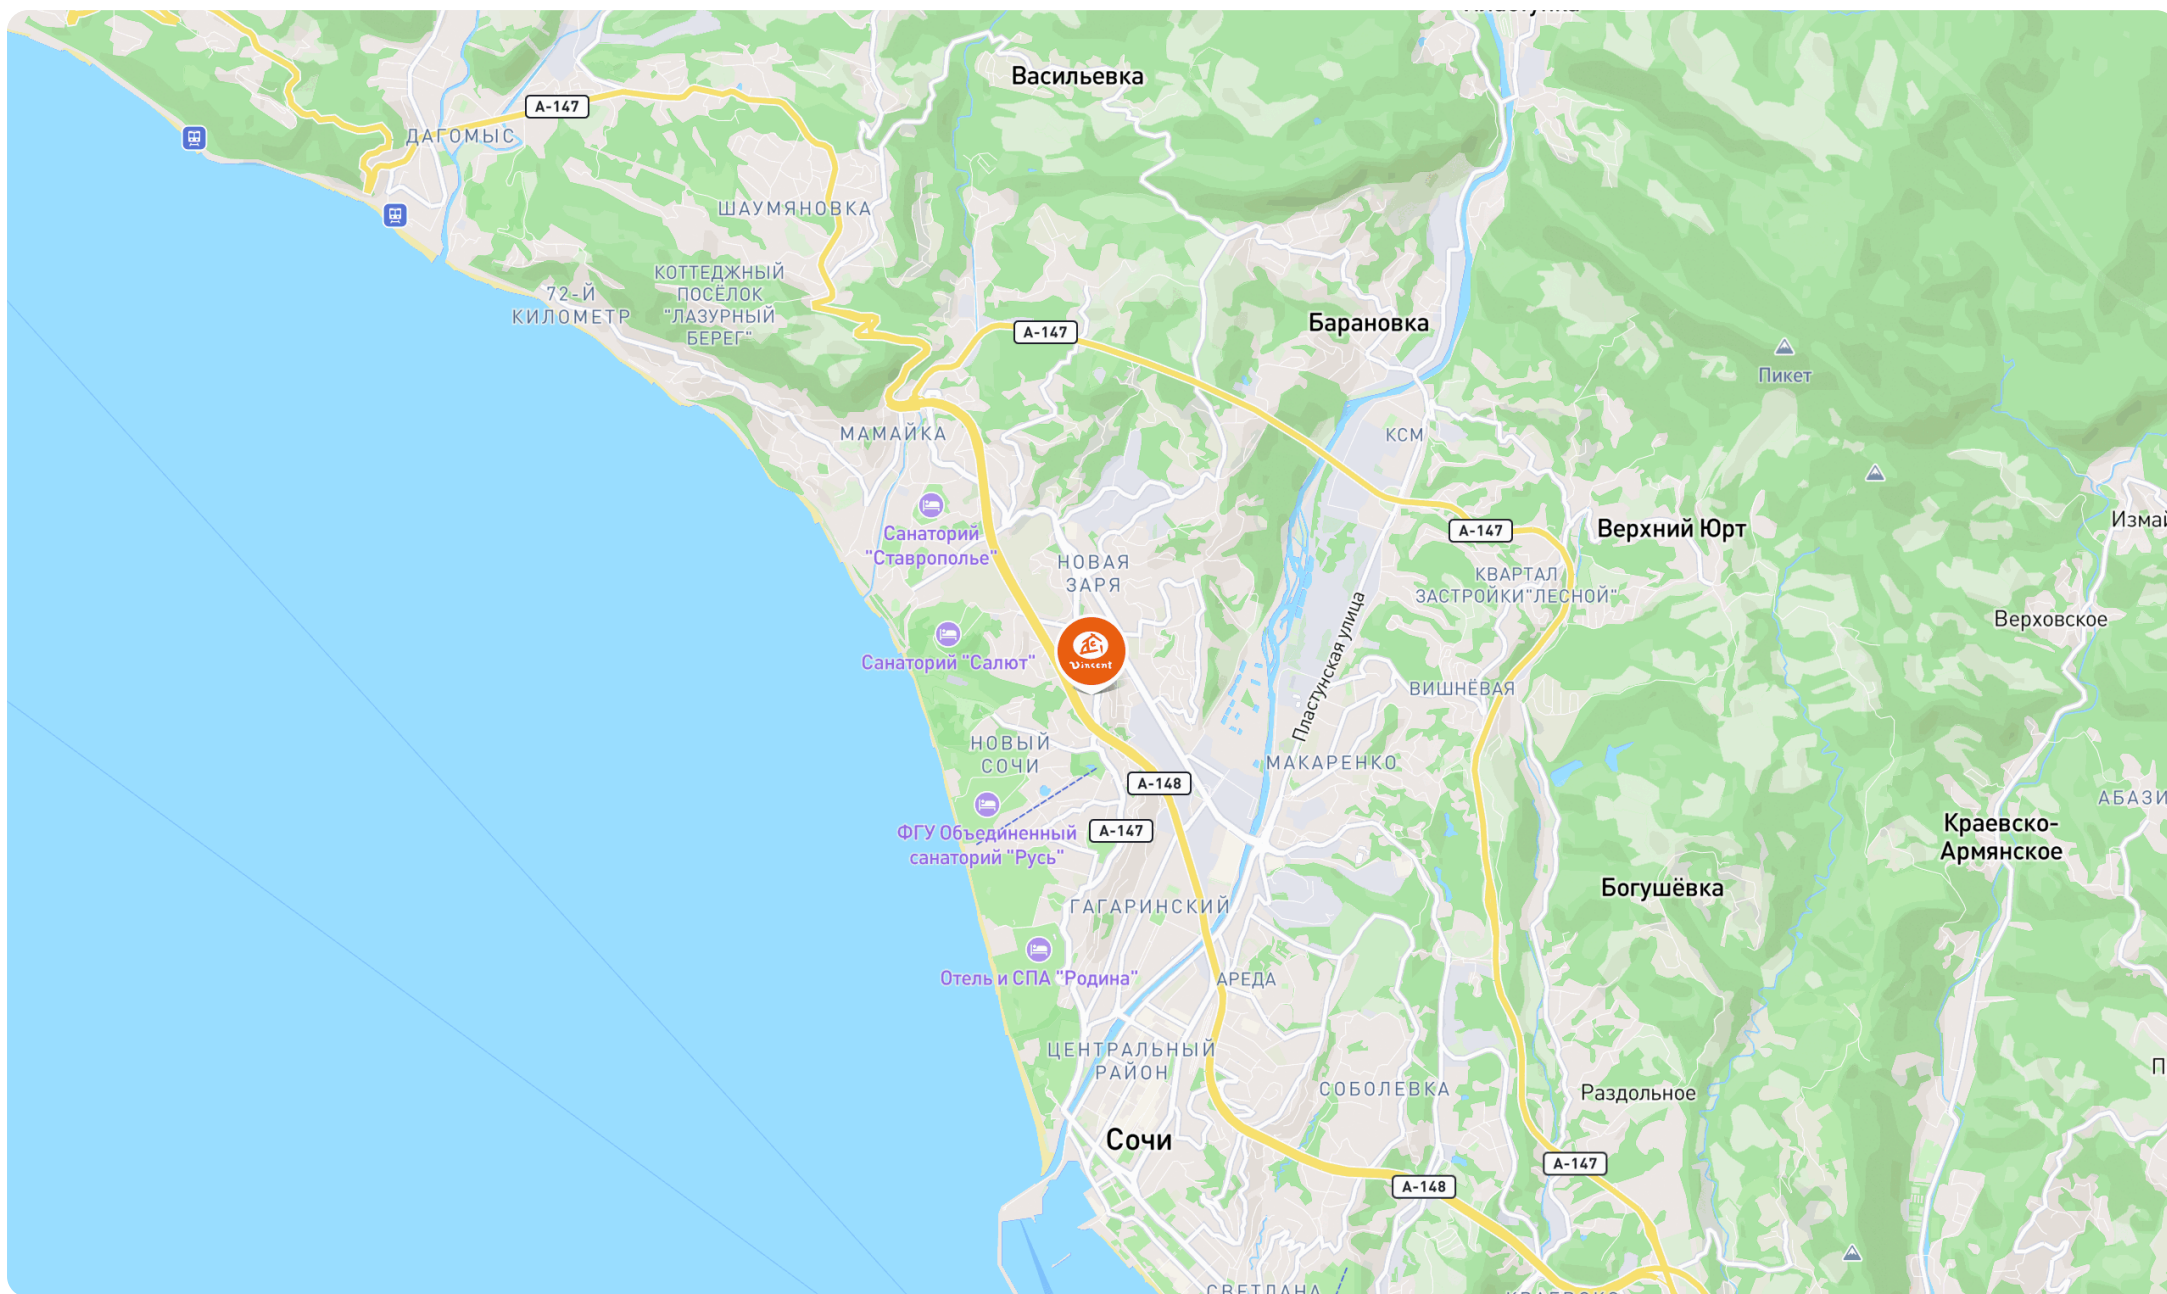 Васильевка
А-147
ДАГОМЫС
ШАУМЯНОВКА
КОТТЕДЖНЫЙ
ПОСЁЛОК
"ЛАЗУРНЫЙ
БЕРЕГ"
72-Й
КИЛОМЕТР
А-147
Барановка
Пикет
МАМАЙКА
КСМ
Санаторий
"Ставрополье"
А-147
Верхний Юрт
НОВАЯ
ЗАРЯ
КВАРТАЛ
ЗАСТРОЙКИ"ЛЕСНОЙ"
Верховское
Vincent
Санаторий "Салют"
Пластунская улица
ВИШНЁВАЯ
НОВЫЙ
СОЧИ
МАКАРЕНКО
А-148
АБАЗИ
ФГУ Объединенный
санаторий "Русь"
А-147
Краевско-
Армянское
Богушёвка
ГАГАРИНСКИЙ
Отель и СПА "Родина"
АРЕДА
ЦЕНТРАЛЬНЫЙ
РАЙОН
СОБОЛЕВКА
Раздольное
Сочи
А-147
А-148
СВЕТЛАНА